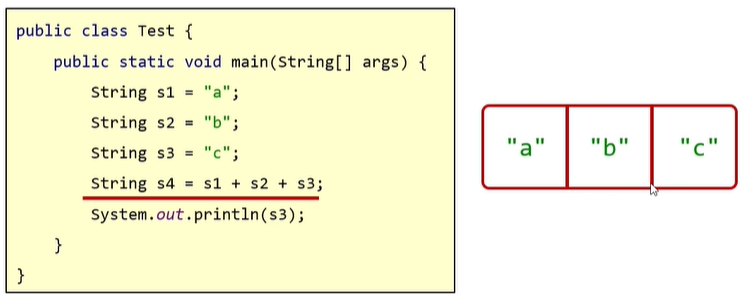 public class Test {
public static void main(String[] args) {
String s1 = "a";
String s2 = "b";
String s3 = "c";
String s4 = s1 + s2 + s3;
System.out.println(s3);
}
}
"a" "b" "c"